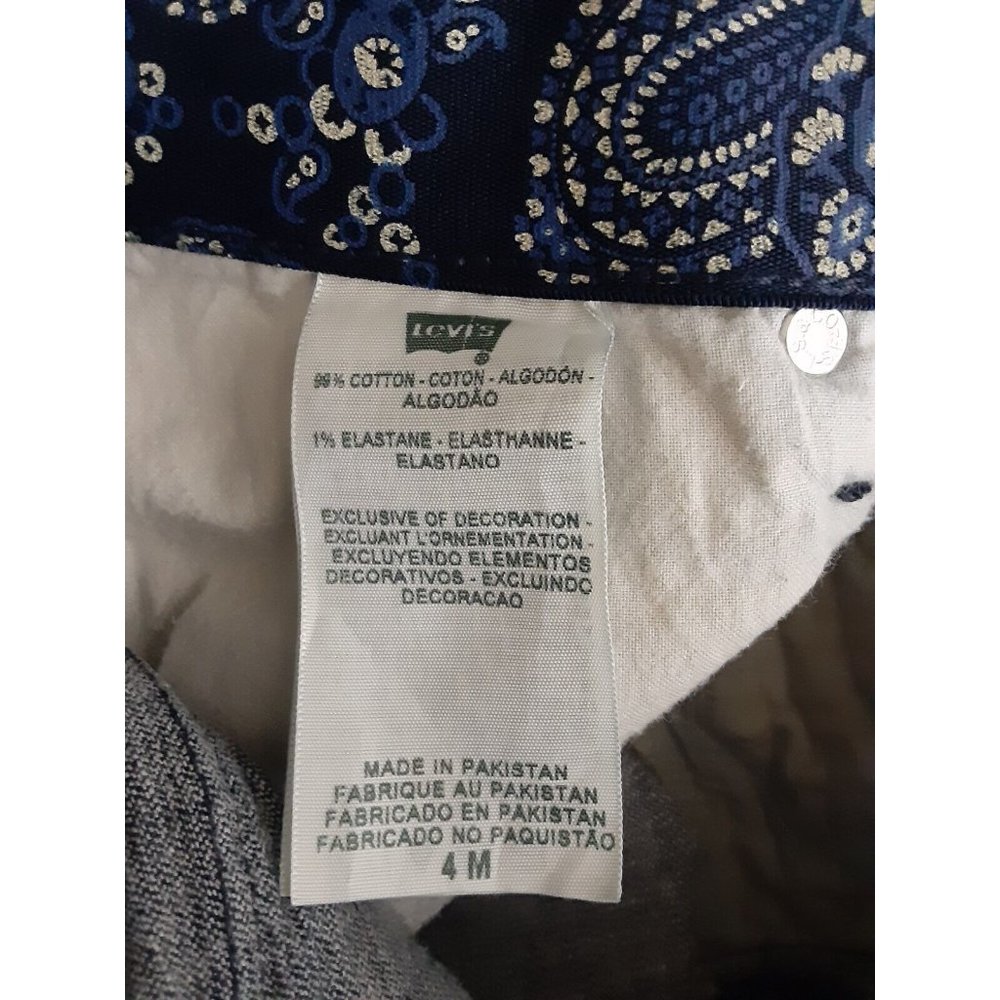 Levi's
®
99% COTTON - COTON - ALGODÓN -
ALGODÃO
1% ELASTANE - ELASTHANNE -
ELASTANO
EXCLUSIVE OF DECORATION -
EXCLUANT L'ORNEMENTATION -
EXCLUYENDO ELEMENTOS
DECORATIVOS - EXCLUINDO
DECORACAO
MADE IN PAKISTAN
FABRIQUE AU PAKISTAN
FABRICADO EN PAKISTAN
FABRICADO NO PAQUISTÃO
4 M